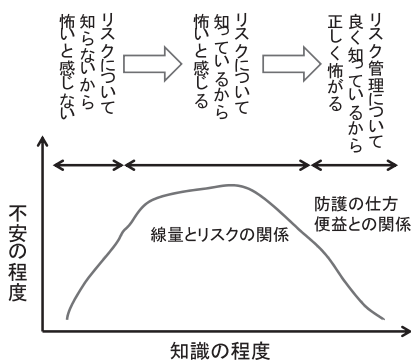 リスクについて
知らないから
怖いと感じない
リスクについて
知っているから
怖いと感じる
リスク管理について
良く知っているから
正しく怖がる
不安の程度
線量とリスクの関係
防護の仕方
便益との関係
知識の程度